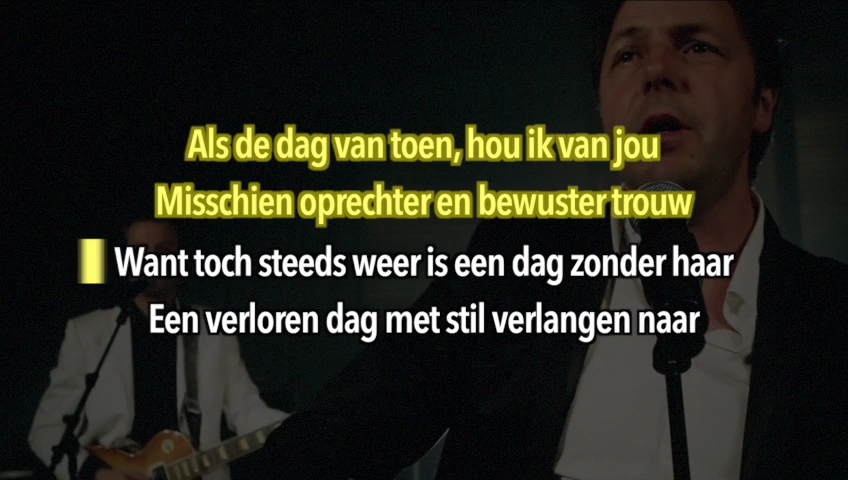 Als de dag van toen, hou ik van jou
Misschien oprechter en bewuster trouw
Want toch steeds weer is een dag zonder haar
Een verloren dag met stil verlangen naar